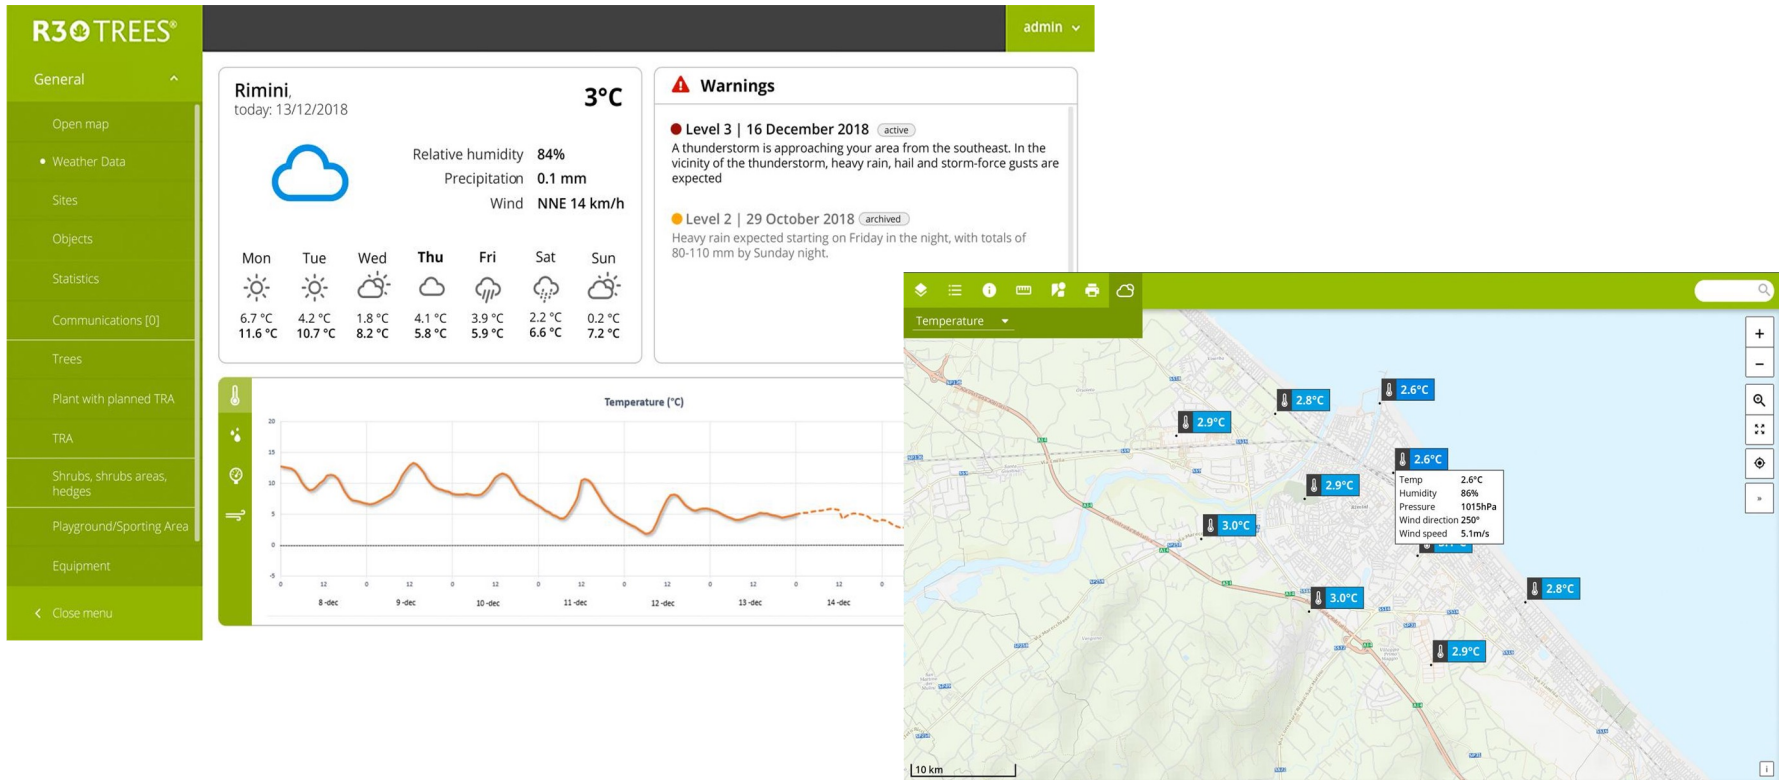 R3 TREES®
admin
General
Open map
Weather Data
Sites
Objects
Statistics
Communications [0]
Trees
Plant with planned TRA
TRA
Shrubs, shrubs areas,
hedges
Playground/Sporting Area
Equipment
Close menu
Rimini,
today: 13/12/2018
3°C
Relative humidity 84%
Precipitation 0.1 mm
Wind NNE 14 km/h
Mon Tue Wed Thu Fri Sat Sun
6.7 °C 4.2 °C 1.8 °C 4.1 °C 3.9 °C 2.2 °C 0.2 °C
11.6 °C 10.7 °C 8.2 °C 5.8 °C 5.9 °C 6.6 °C 7.2 °C
Warnings
Level 3 | 16 December 2018 active
A thunderstorm is approaching your area from the southeast. In the
vicinity of the thunderstorm, heavy rain, hail and storm-force gusts are
expected
Level 2 | 29 October 2018 archived
Heavy rain expected starting on Friday in the night, with totals of
80-110 mm by Sunday night.
Temperature (°C)
20
15
10
5
0
-5
0 12 0 12 0 12 0 12 0 12 0 12 0 12 0
8 -dec 9 -dec 10 -dec 11 -dec 12 -dec 13 -dec 14 -dec
Temperature
2.6°C
2.8°C
2.9°C
2.6°C
Temp 2.6°C
Humidity 86%
Pressure 1015hPa
Wind direction 250°
Wind speed 5.1m/s
2.9°C
3.0°C
2.8°C
3.0°C
2.9°C
10 km
+
−
»
i